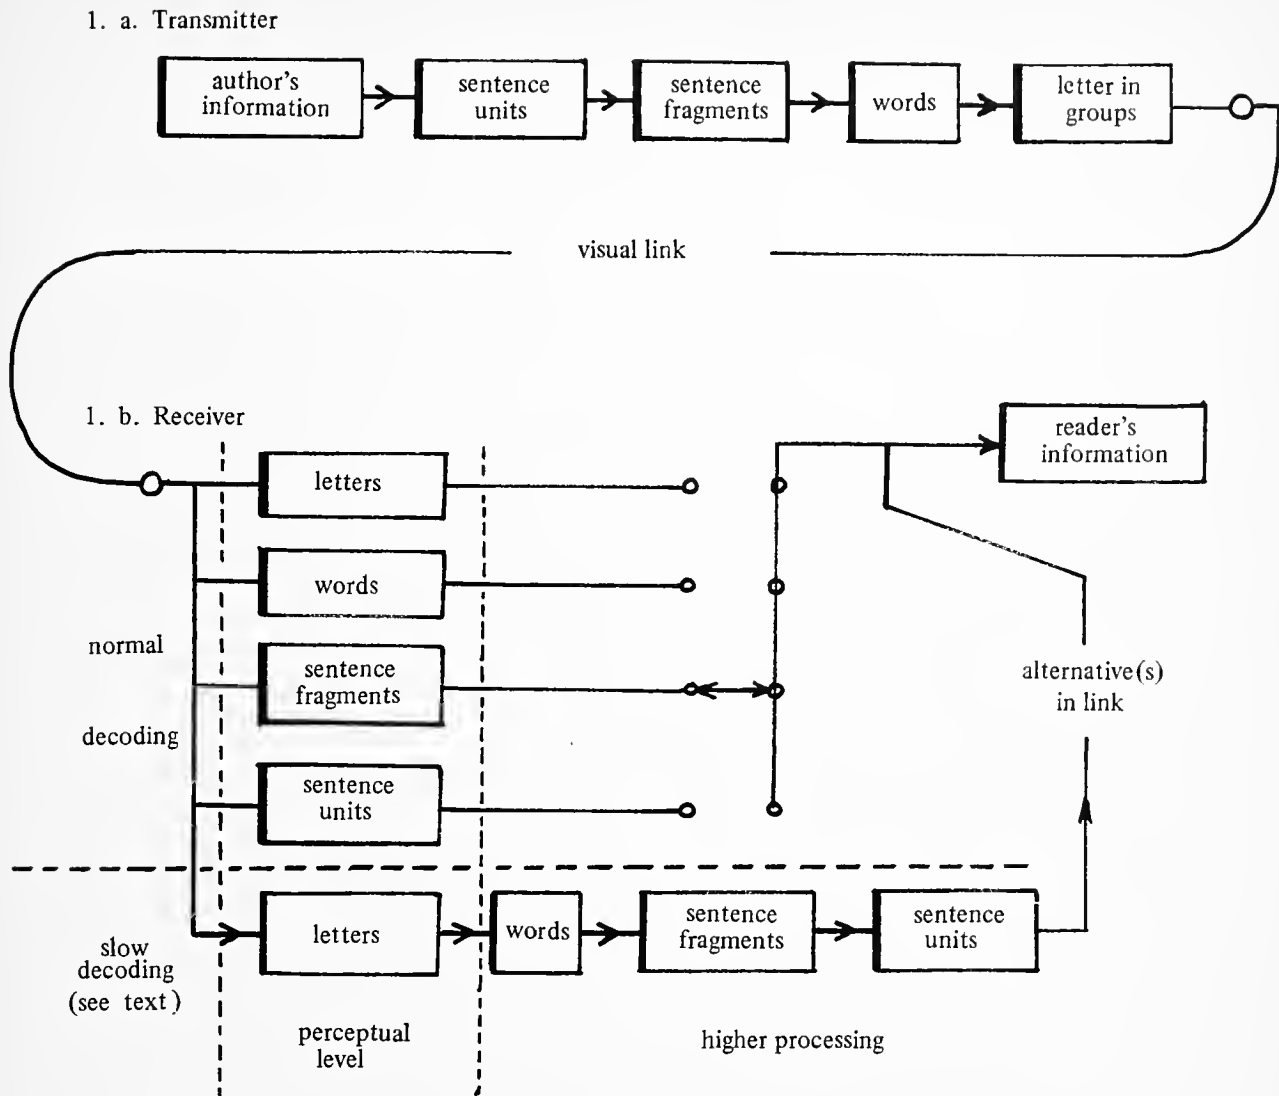 1. a. Transmitter
author's
information
sentence
units
sentence
fragments
words
letter in
groups
visual link
1. b. Receiver
reader's
information
letters
words
normal
sentence
fragments
alternative(s)
in link
decoding
sentence
units
slow
decoding
(see text)
letters
words
sentence
fragments
sentence
units
perceptual
level
higher processing